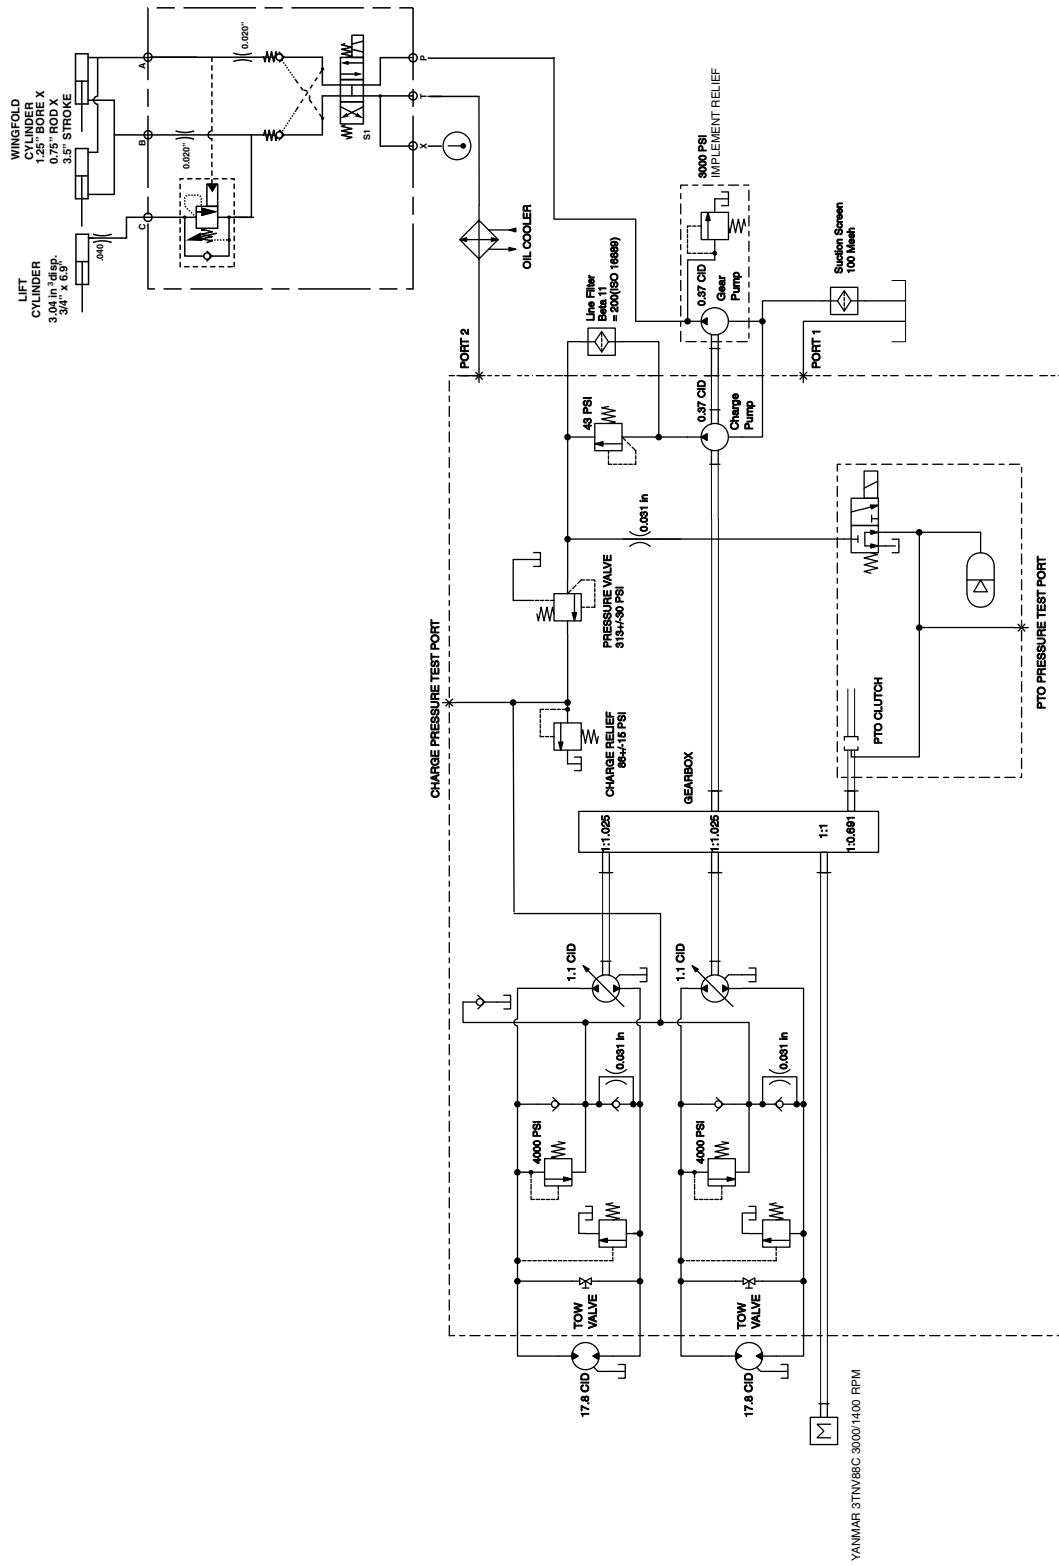 WINGFOLD
CYLINDER
1.25" BORE X
0.75" ROD X
3.5" STROKE
LIFT
CYLINDER
3.04 in³disp.
3/4" x 6.9"
.040
A
B
C
0.020"
0.020"
S1
P
T
X
OIL COOLER
3000 PSI
IMPLEMENT RELIEF
0.37 CID
Gear
Pump
Line Filter
Beta 11
= 200(ISO 16889)
Suction Screen
100 Mesh
PORT 2
PORT 1
43 PSI
0.37 CID
Charge
Pump
0.031 in
PRESSURE VALVE
313+/-30 PSI
CHARGE PRESSURE TEST PORT
CHARGE RELIEF
86+/-15 PSI
PTO PRESSURE TEST PORT
PTO CLUTCH
GEARBOX
1:1.025
1:1.025
1:1
1:0.691
1.1 CID
1.1 CID
0.031 in
0.031 in
4000 PSI
4000 PSI
TOW
VALVE
TOW
VALVE
17.8 CID
17.8 CID
M
YANMAR 3TNV88C 3000/1400 RPM